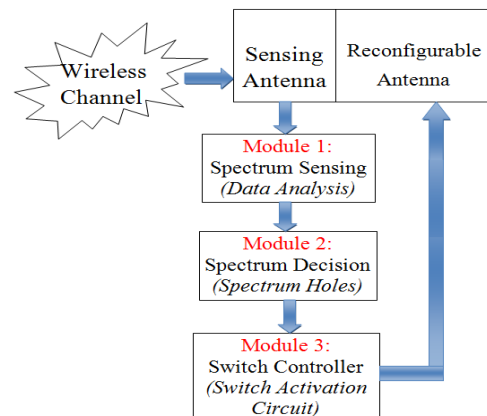 Wireless
Channel
Sensing
Antenna
Reconfigurable
Antenna
Module 1:
Spectrum Sensing
(Data Analysis)
Module 2:
Spectrum Decision
(Spectrum Holes)
Module 3:
Switch Controller
(Switch Activation
Circuit)